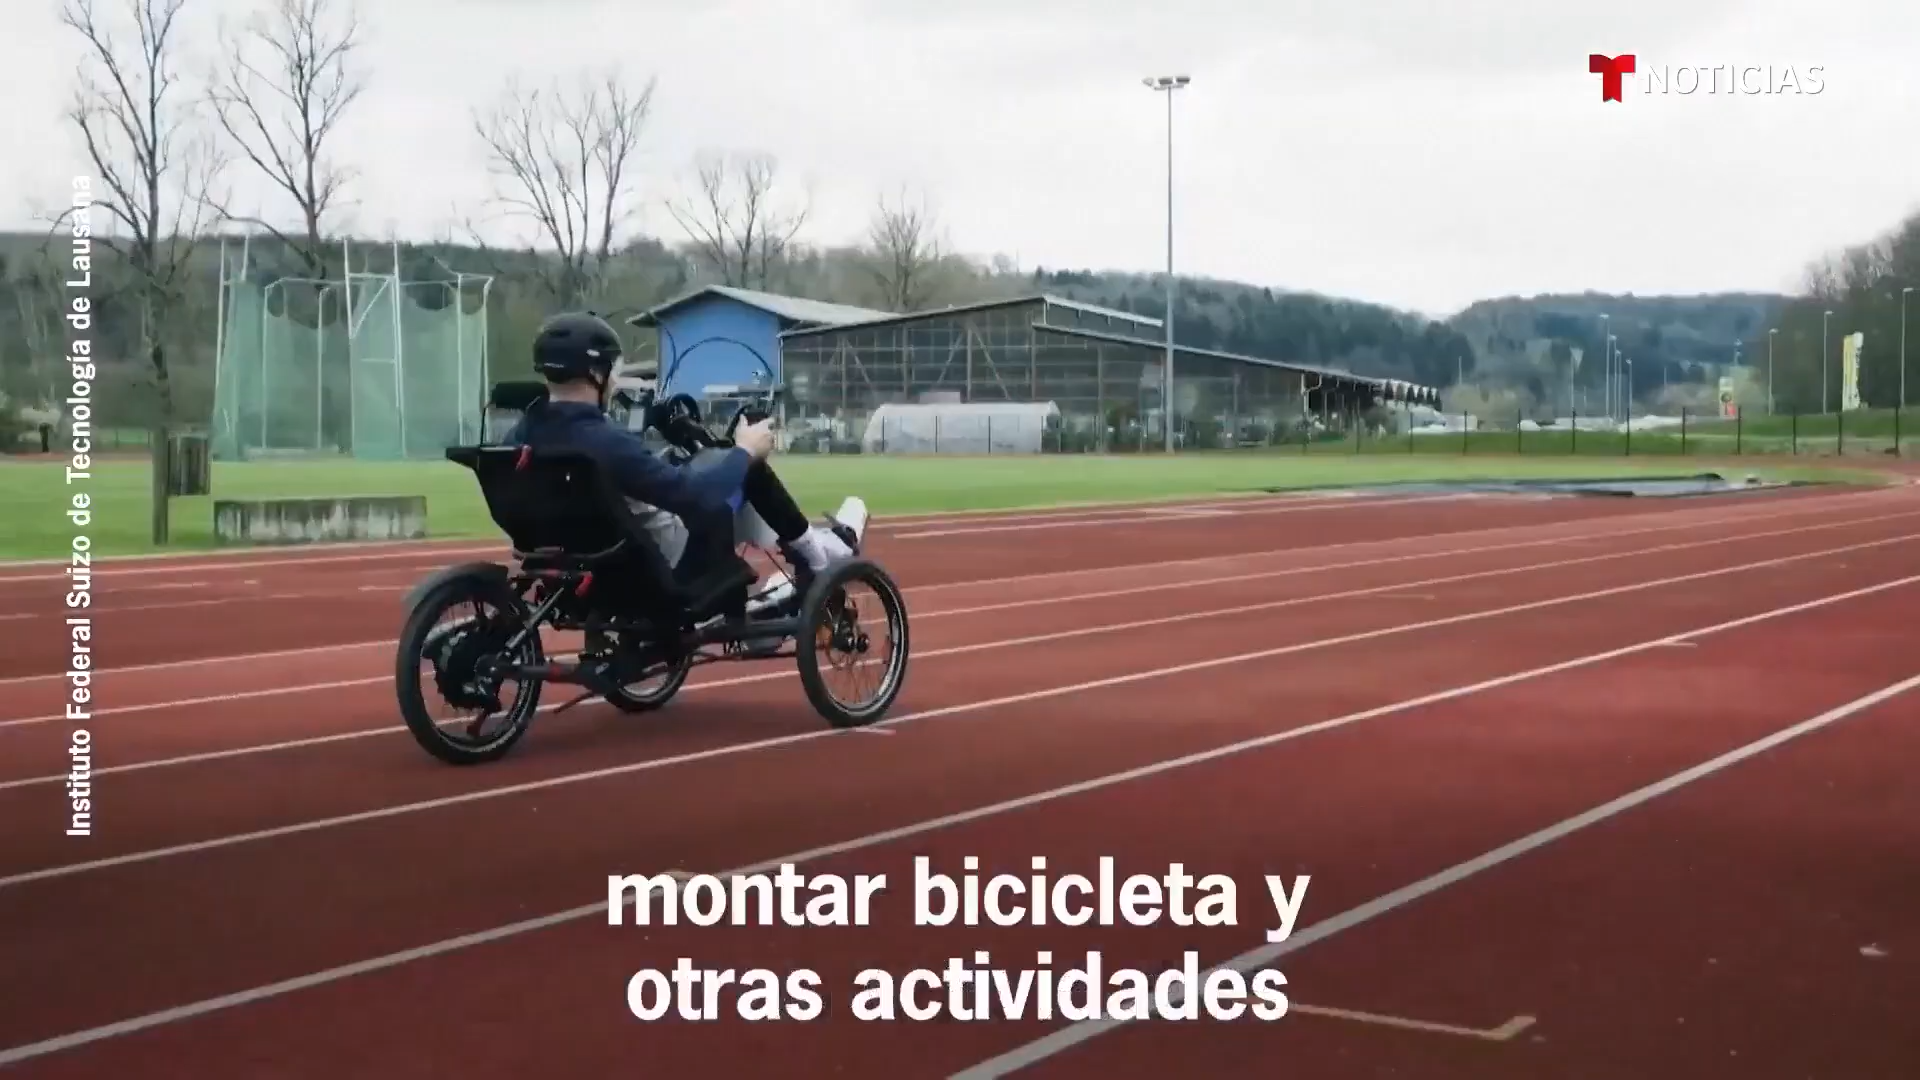 NOTICIAS
Instituto Federal Suizo de Tecnología de Lausana
montar bicicleta y
otras actividades